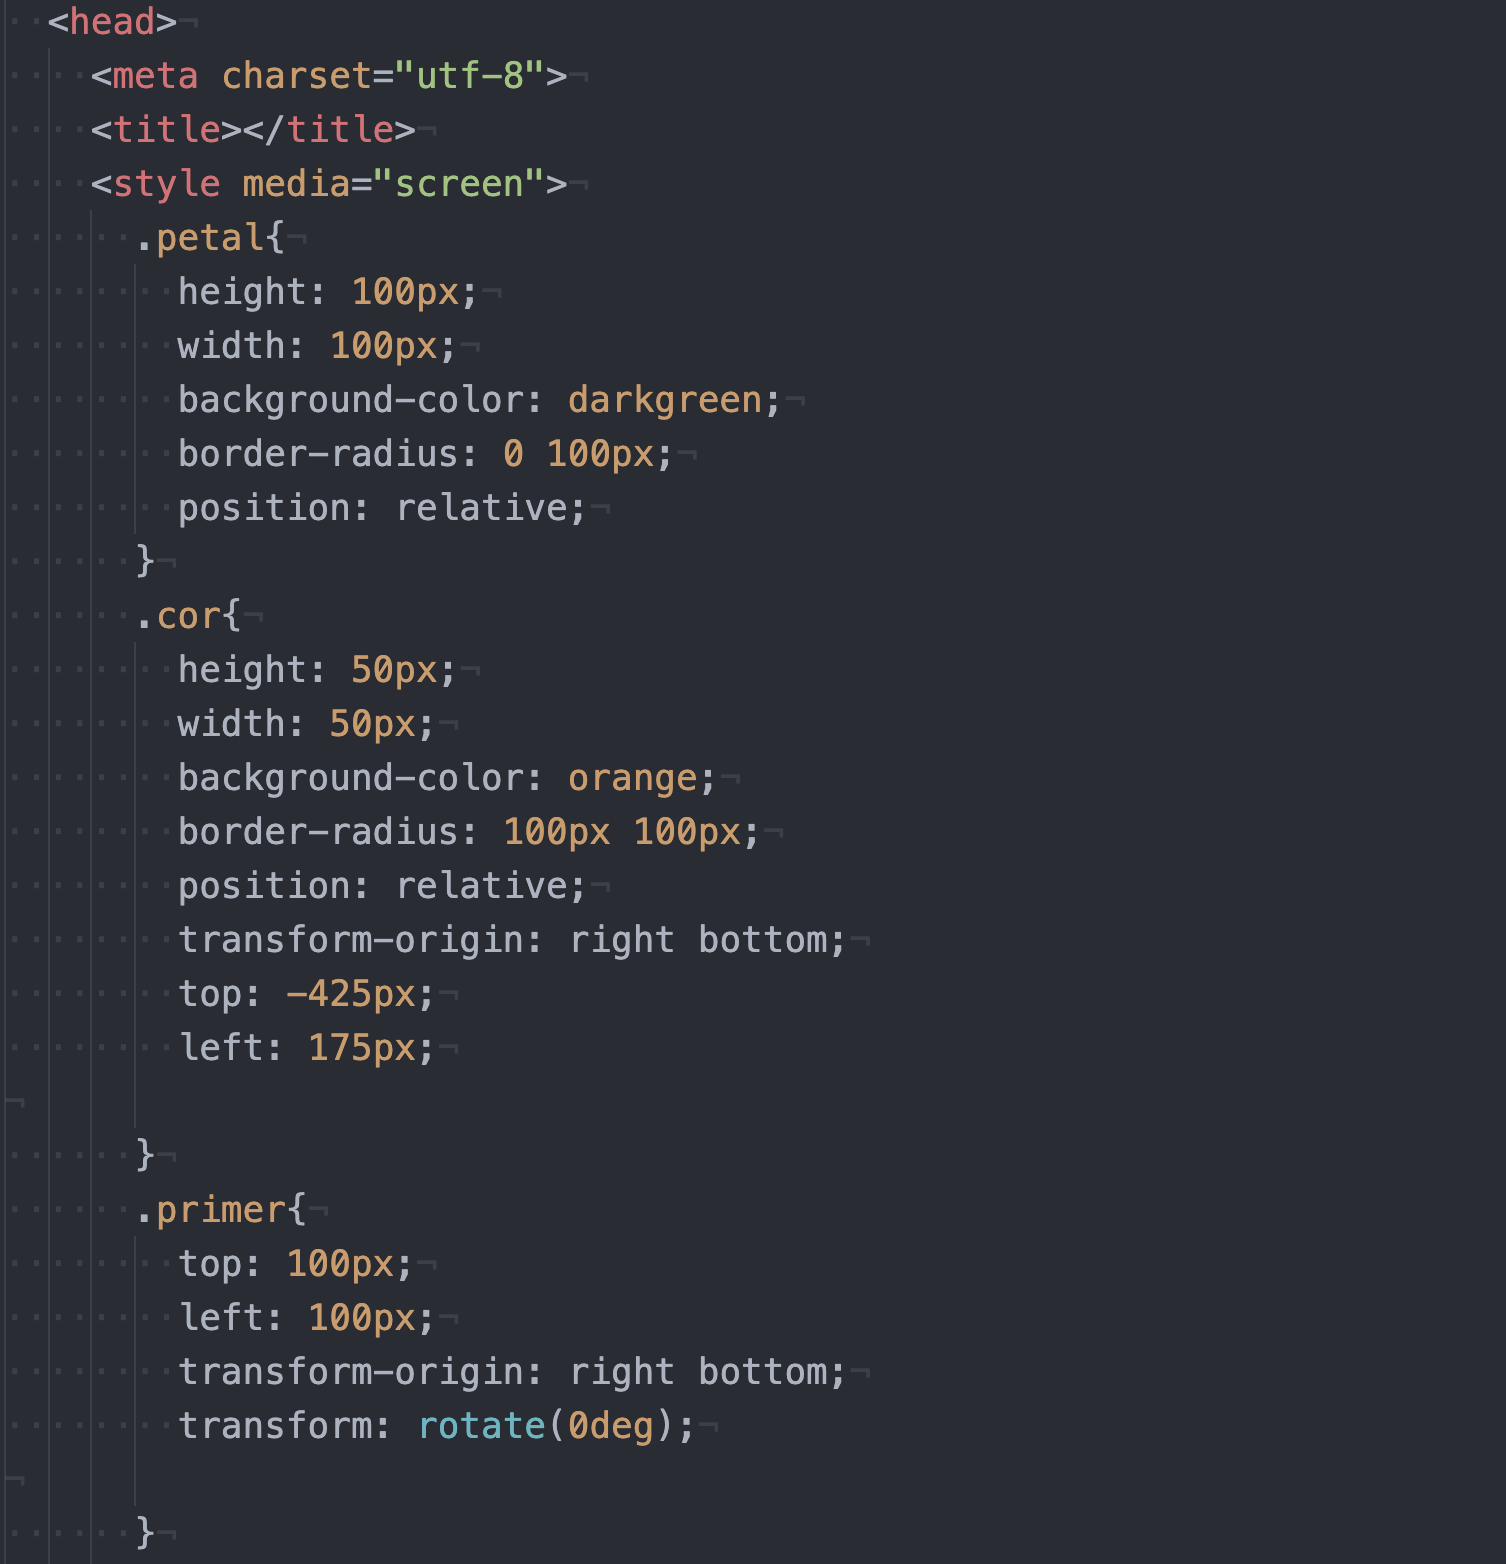 <head>
<meta charset="utf-8">
<title></title>
<style media="screen">
.petal{
height: 100px;
width: 100px;
background-color: darkgreen;
border-radius: 0 100px;
position: relative;
}
.cor{
height: 50px;
width: 50px;
background-color: orange;
border-radius: 100px 100px;
position: relative;
transform-origin: right bottom;
top: -425px;
left: 175px;
}
.primer{
top: 100px;
left: 100px;
transform-origin: right bottom;
transform: rotate(0deg);
}